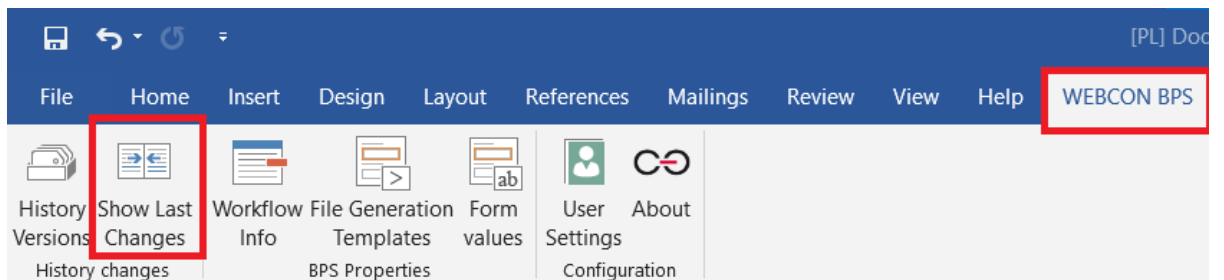 [PL] Doc
File Home Insert Design Layout References Mailings Review View Help WEBCON BPS
ab
History Show Last Workflow File Generation Form User About
Versions Changes Info Templates values Settings
History changes BPS Properties Configuration